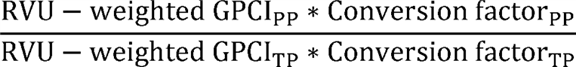 RVU − weighted GPCI_PP ∗ Conversion factor_PP
RVU − weighted GPCI_TP ∗ Conversion factor_TP